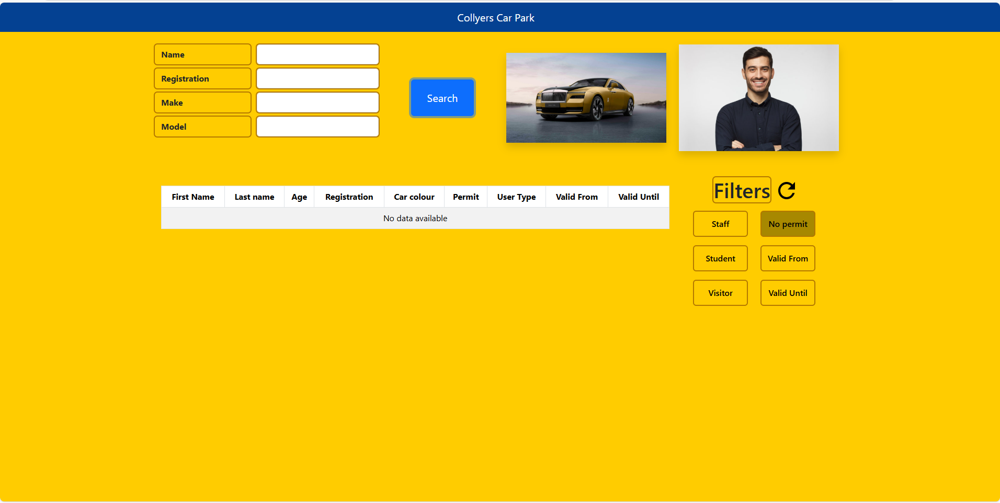 Collyers Car Park
Name
Registration
Make
Model
Search
First Name Last name Age Registration Car colour Permit User Type Valid From Valid Until
No data available
Filters
Staff No permit
Student Valid From
Visitor Valid Until